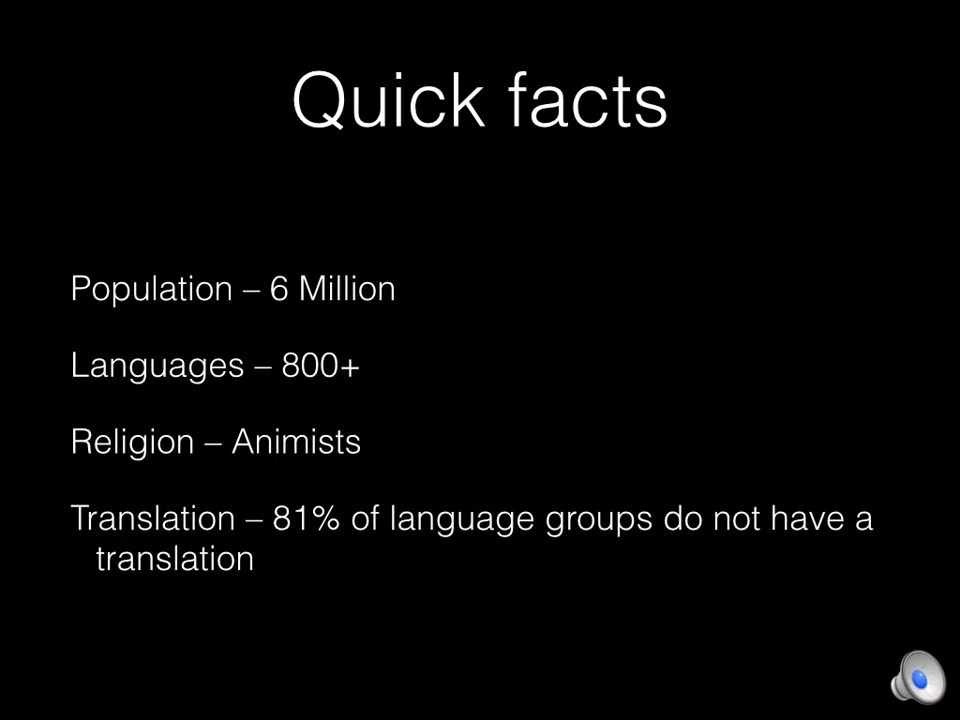 Quick facts
Population – 6 Million
Languages – 800+
Religion – Animists
Translation – 81% of language groups do not have a
translation